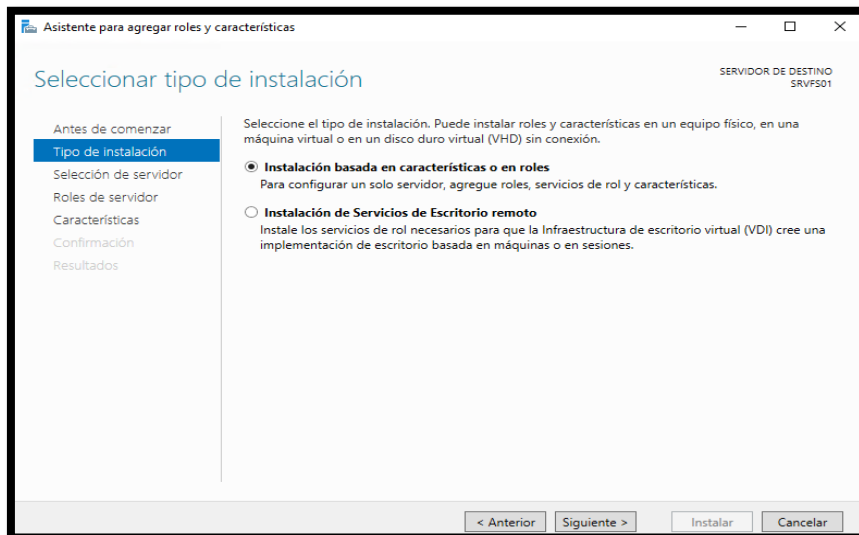 Asistente para agregar roles y características
Seleccionar tipo de instalación
SERVIDOR DE DESTINO
SRVFS01
Antes de comenzar
Tipo de instalación
Selección de servidor
Roles de servidor
Características
Confirmación
Resultados
Seleccione el tipo de instalación. Puede instalar roles y características en un equipo físico, en una
máquina virtual o en un disco duro virtual (VHD) sin conexión.
Instalación basada en características o en roles
Para configurar un solo servidor, agregue roles, servicios de rol y características.
Instalación de Servicios de Escritorio remoto
Instale los servicios de rol necesarios para que la Infraestructura de escritorio virtual (VDI) cree una
implementación de escritorio basada en máquinas o en sesiones.
< Anterior
Siguiente >
Instalar
Cancelar